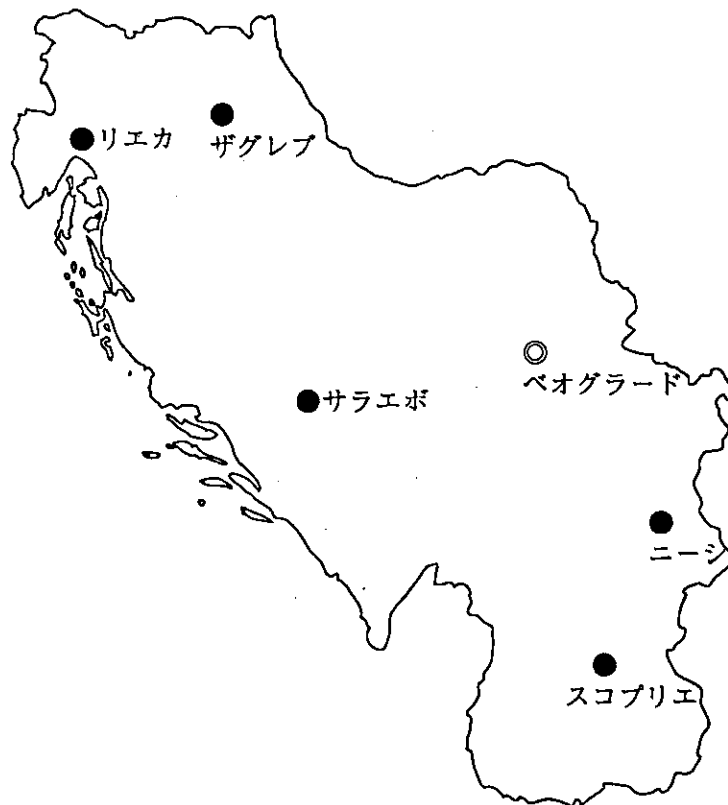 リエカ
ザグレブ
ベオグラード
サラエボ
ニーシ
スコプリエ